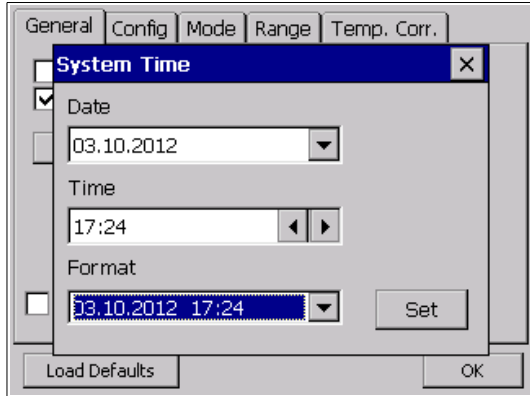 General Config Mode Range Temp. Corr.
System Time
Date
03.10.2012
Time
17:24
Format
03.10.2012 17:24
Set
Load Defaults OK